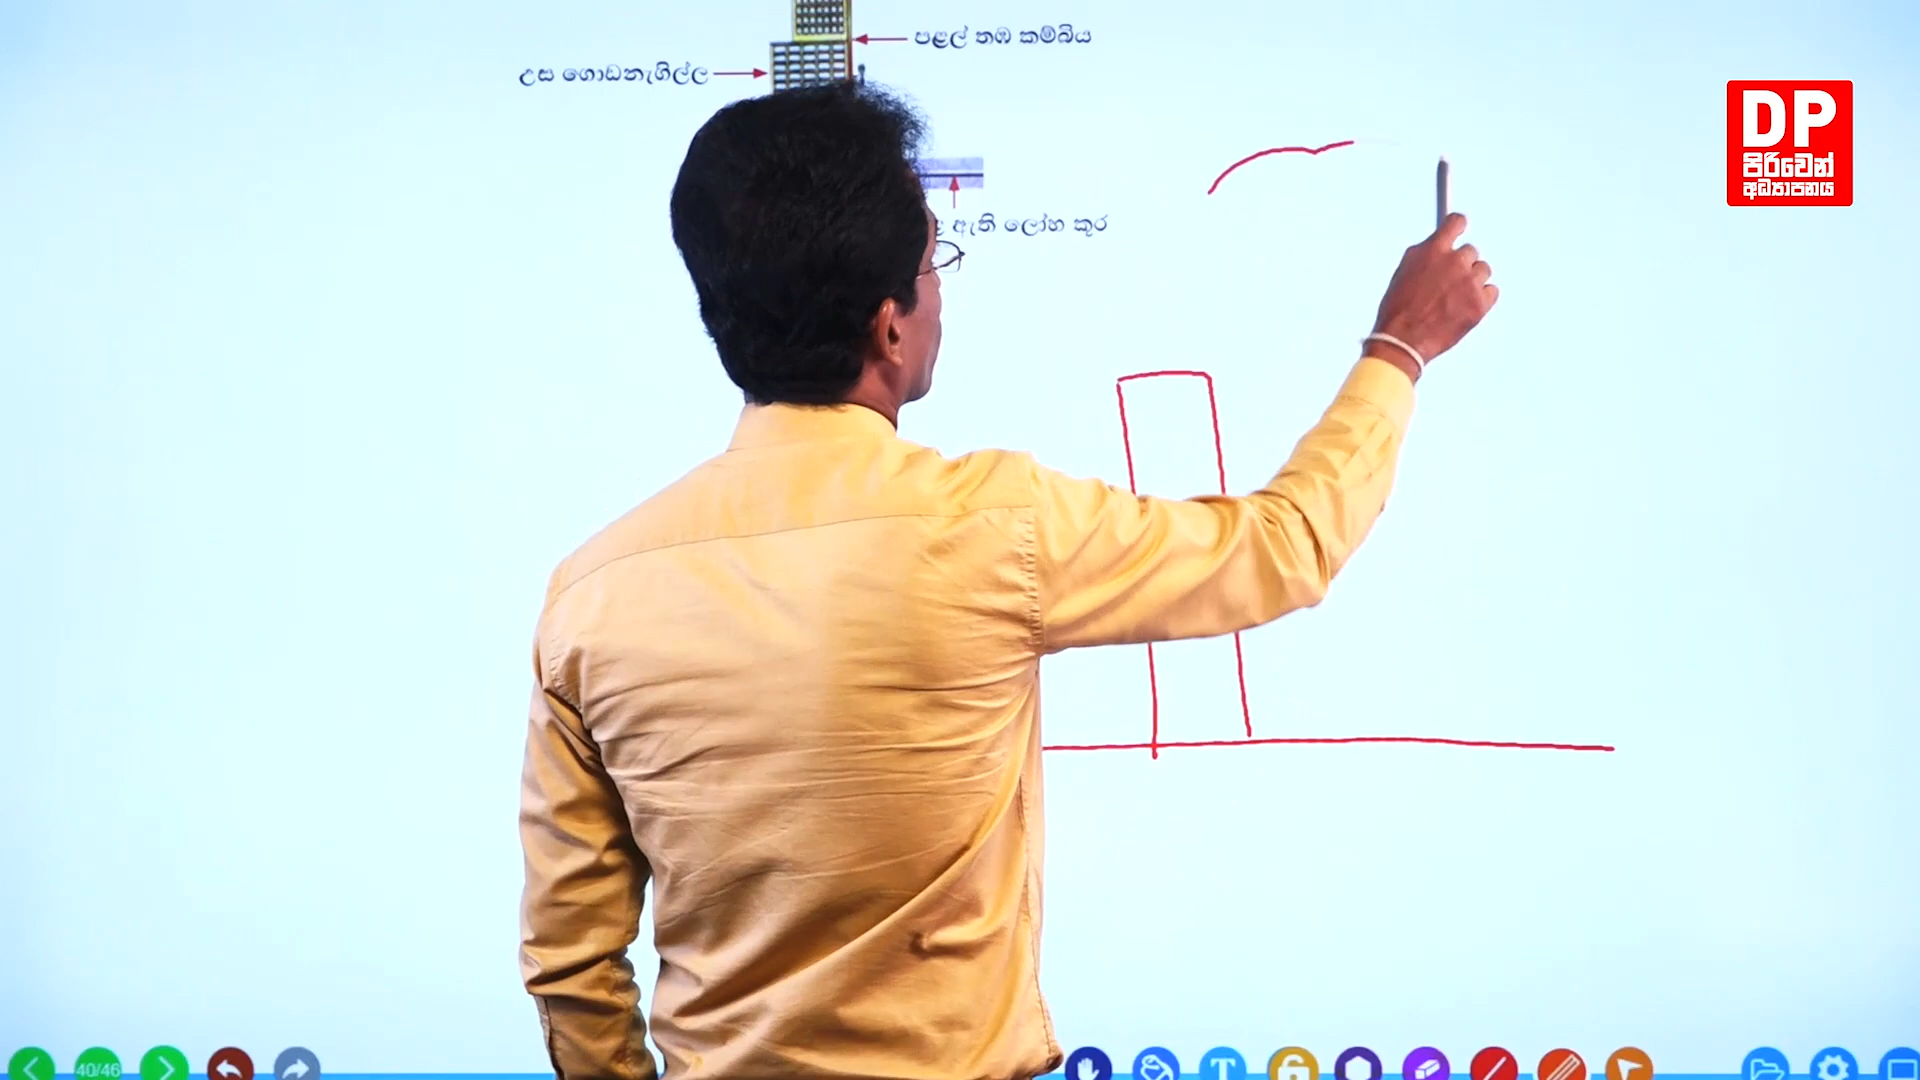 පළල් තඹ කම්බිය
උස ගොඩනැගිල්ල
ඇති ලෝහ කූර
DP
පිරිවෙන්
අධ්‍යාපනය
40/46
T